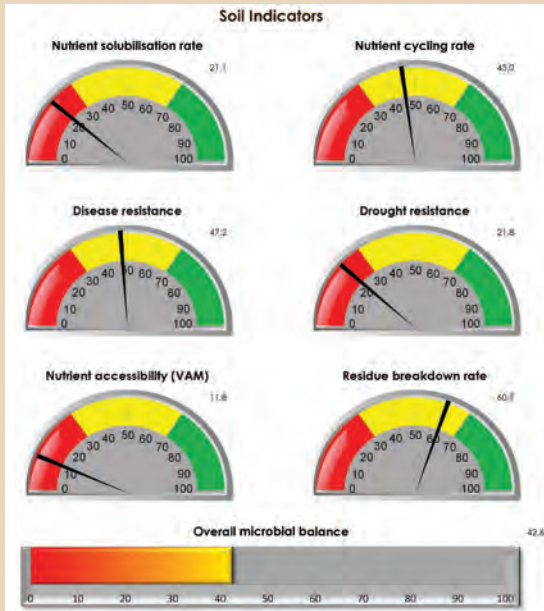 Soil Indicators
Nutrient solubilisation rate
21.1
0 10 20 30 40 50 60 70 80 90 100
Nutrient cycling rate
45.0
0 10 20 30 40 50 60 70 80 90 100
Disease resistance
47.2
0 10 20 30 40 50 60 70 80 90 100
Drought resistance
21.8
0 10 20 30 40 50 60 70 80 90 100
Nutrient accessibility (VAM)
11.8
0 10 20 30 40 50 60 70 80 90 100
Residue breakdown rate
0 10 20 30 40 50 60 70 80 90 100
Overall microbial balance
42.6
0 10 20 30 40 50 60 70 80 90 100